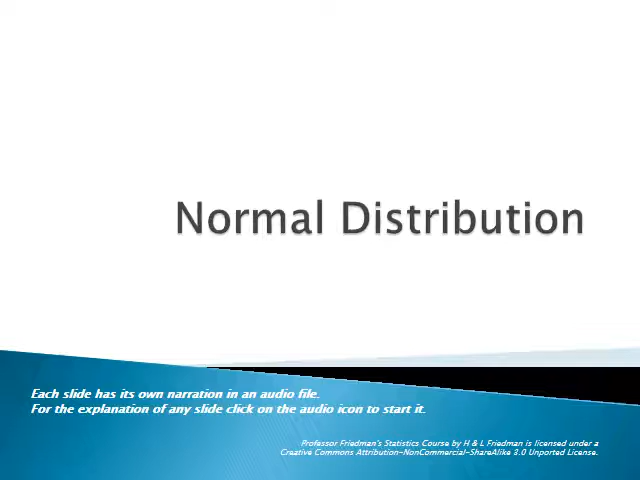 Normal Distribution
Each slide has its own narration in an audio file.
For the explanation of any slide click on the audio icon to start it.
Professor Friedman's Statistics Course by H & L Friedman is licensed under a
Creative Commons Attribution-NonCommercial-ShareAlike 3.0 Unported License.